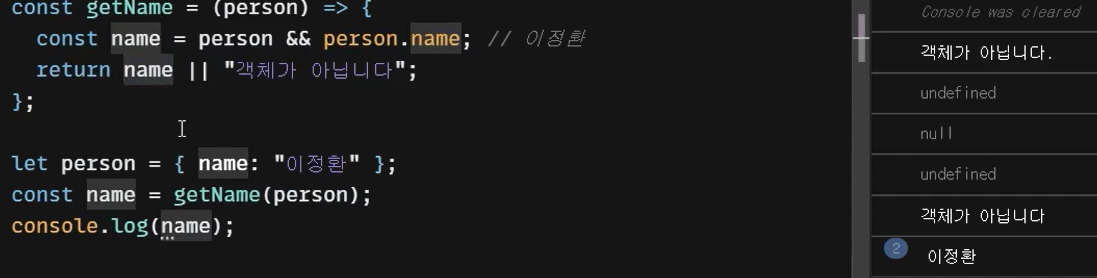 const getName = (person) => {
  const name = person && person.name; // 이정환
  return name || "객체가 아닙니다";
};
let person = { name: "이정환" };
const name = getName(person);
console.log(name);
Console was cleared
객체가 아닙니다.
undefined
null
undefined
객체가 아닙니다
2 이정환